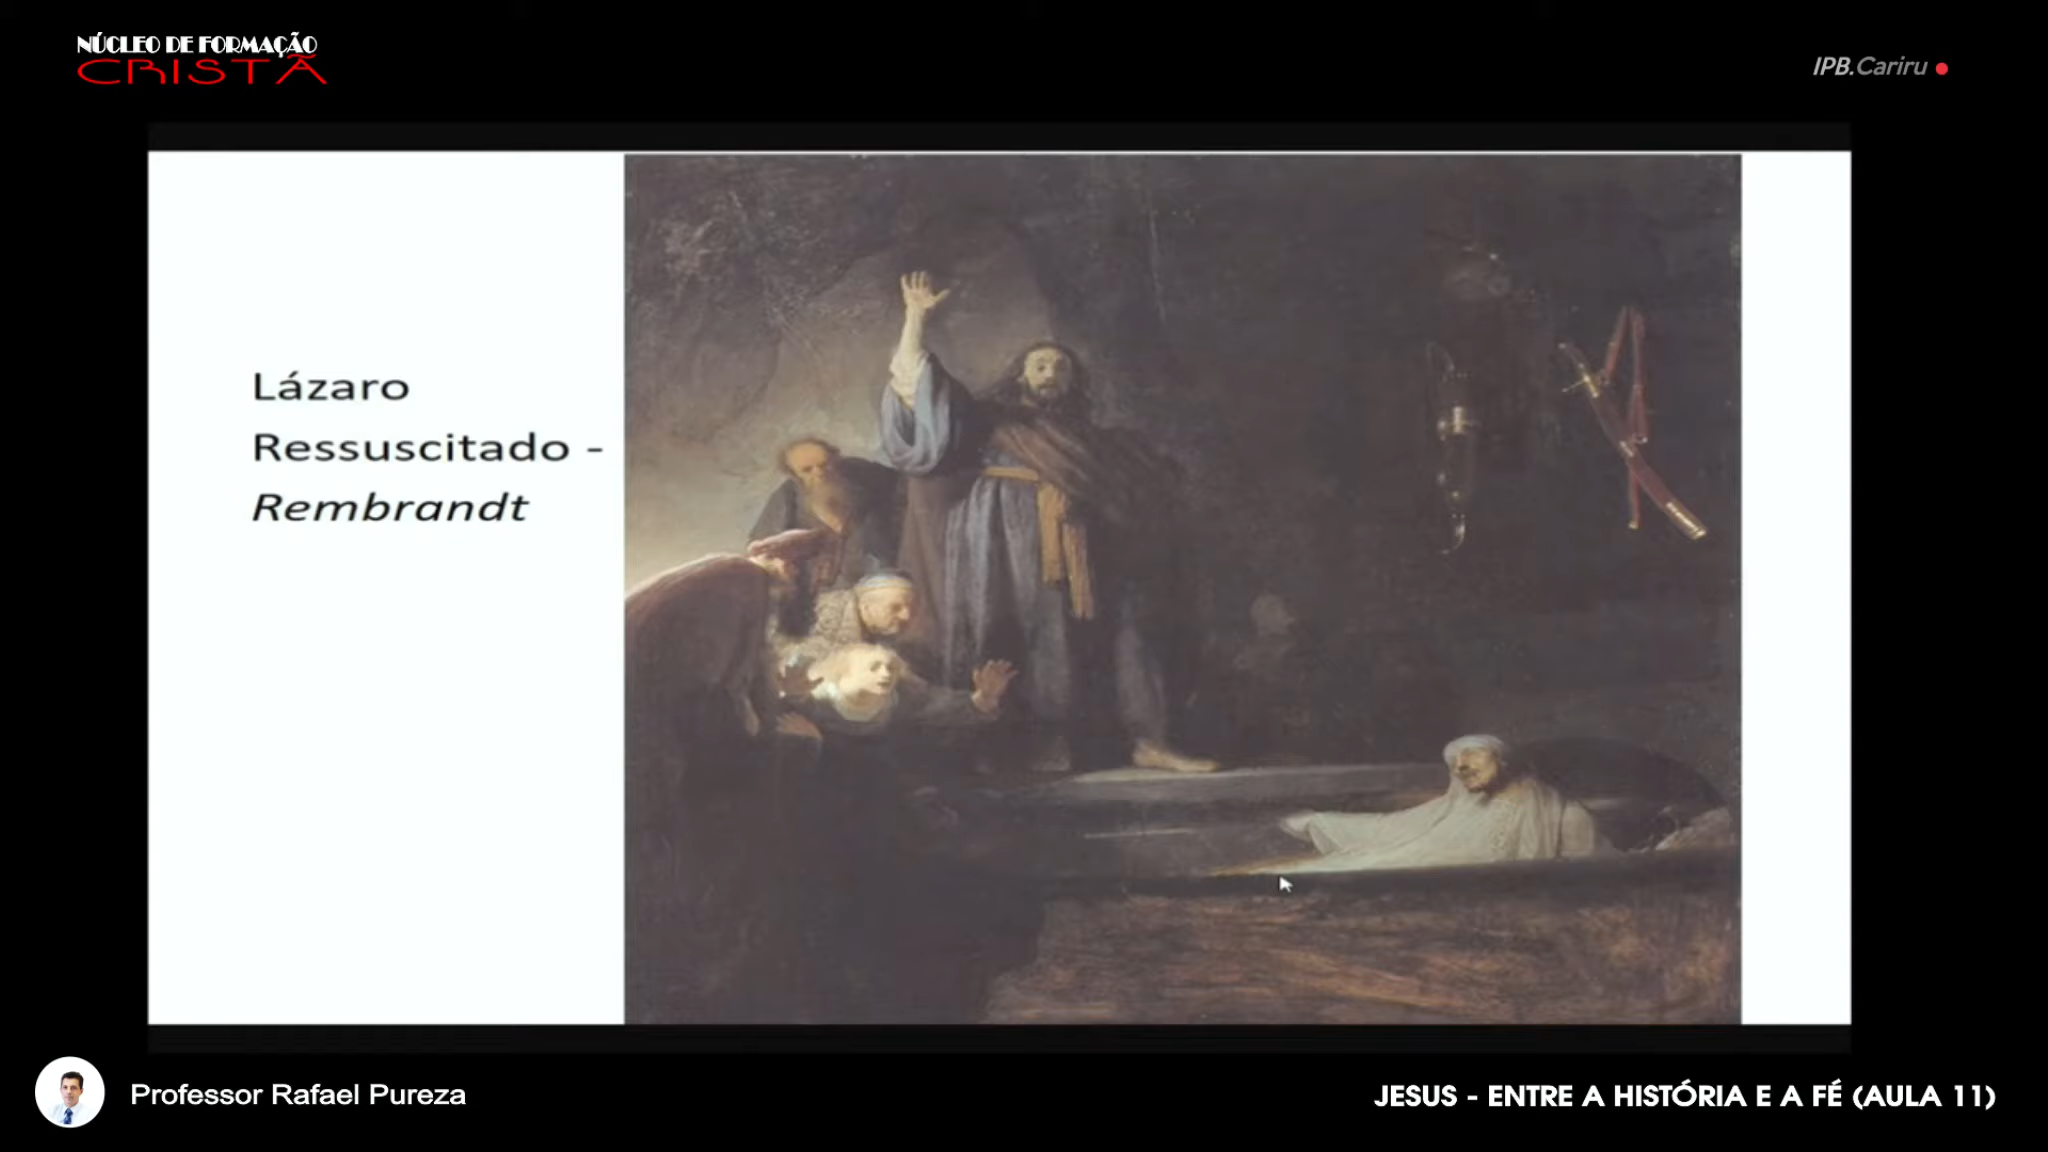 NÚCLEO DE FORMAÇÃO
CRISTÃ
IPB.Cariru
Lázaro
Ressuscitado -
Rembrandt
Professor Rafael Pureza
JESUS - ENTRE A HISTÓRIA E A FÉ (AULA 11)